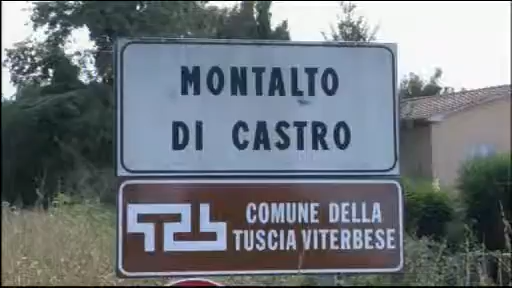 MONTALTO
DI CASTRO
COMUNE DELLA
TUSCIA VITERBESE